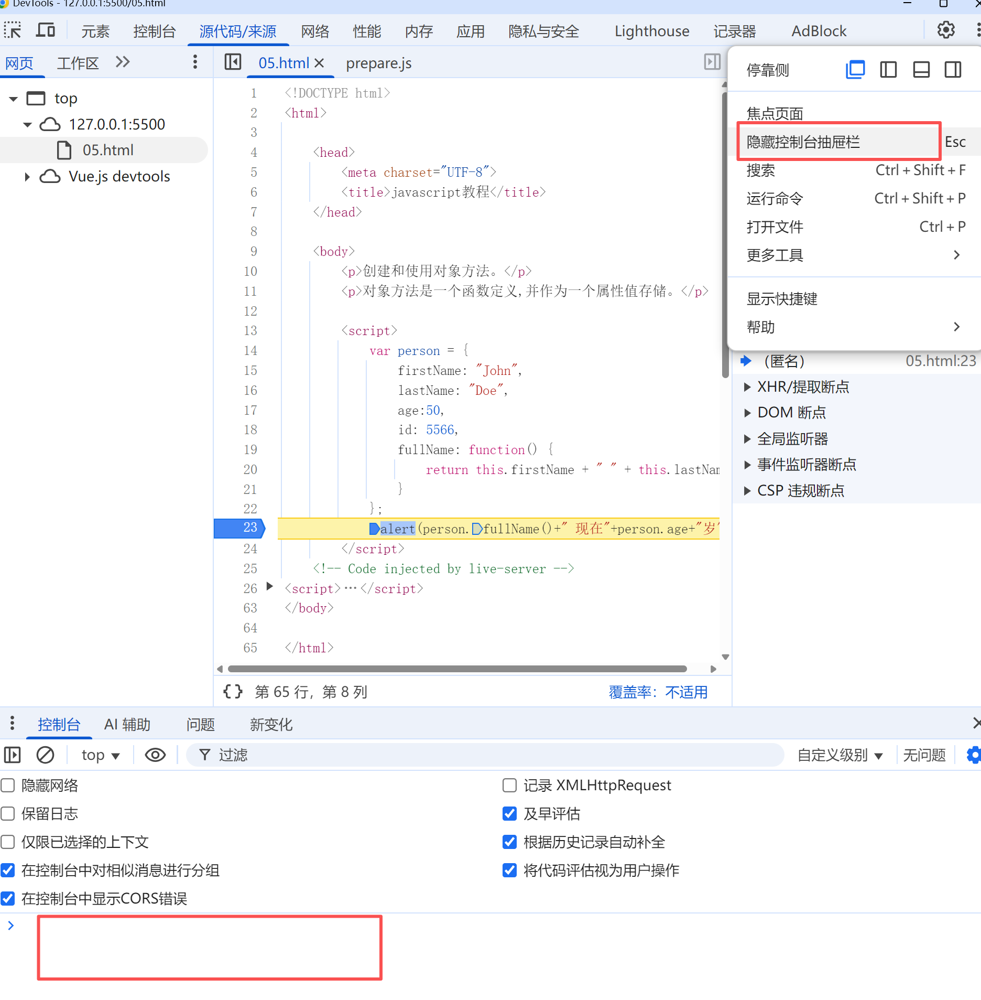 DevTools - 127.0.0.1:5500/05.html
元素 控制台 源代码/来源 网络 性能 内存 应用 隐私与安全 Lighthouse 记录器 AdBlock
网页 工作区
05.html
prepare.js
top
127.0.0.1:5500
05.html
Vue.js devtools
1 <!DOCTYPE html>
2 <html>
3
4 <head>
5 <meta charset="UTF-8">
6 <title>javascript教程</title>
7 </head>
8
9 <body>
10 <p>创建和使用对象方法。</p>
11 <p>对象方法是一个函数定义,并作为一个属性值存储。</p>
12
13 <script>
14 var person = {
15 firstName: "John",
16 lastName: "Doe",
17 age:50,
18 id: 5566,
19 fullName: function() {
20 return this.firstName + " " + this.lastNam
21 }
22 };
23 alert(person.fullName()+" 现在"+person.age+"岁"
24 </script>
25 <!-- Code injected by live-server -->
26 <script>…</script>
63 </body>
64
65 </html>
{} 第 65 行，第 8 列 覆盖率：不适用
停靠侧
焦点页面
隐藏控制台抽屉栏 Esc
搜索 Ctrl + Shift + F
运行命令 Ctrl + Shift + P
打开文件 Ctrl + P
更多工具
显示快捷键
帮助
（匿名） 05.html:23
XHR/提取断点
DOM 断点
全局监听器
事件监听器断点
CSP 违规断点
控制台 AI 辅助 问题 新变化
top 过滤 自定义级别 无问题
隐藏网络
记录 XMLHttpRequest
保留日志
及早评估
仅限已选择的上下文
根据历史记录自动补全
在控制台中对相似消息进行分组
将代码评估视为用户操作
在控制台中显示CORS错误